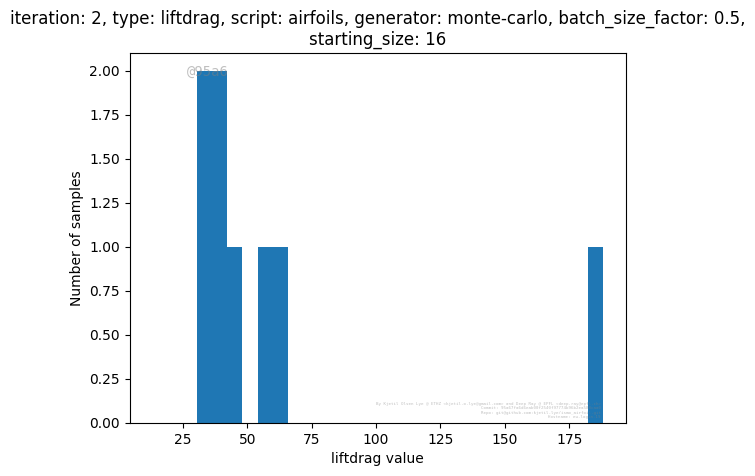 iteration: 2, type: liftdrag, script: airfoils, generator: monte-carlo, batch_size_factor: 0.5,
starting_size: 16
@95a6
2.00
1.75
1.50
1.25
1.00
0.75
0.50
0.25
0.00
Number of samples
25 50 75 100 125 150 175
liftdrag value